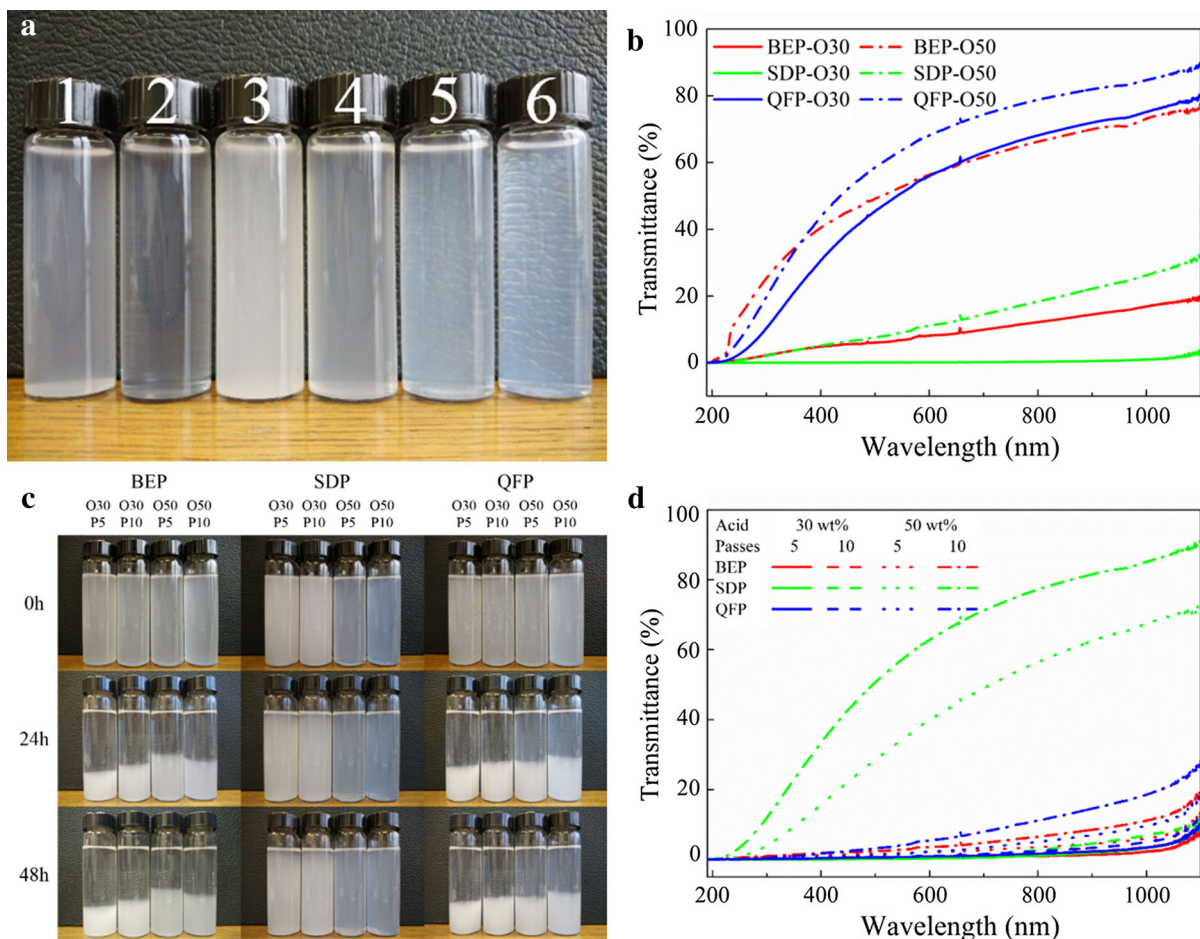 a
1 2 3 4 5 6
b
BEP-O30 BEP-O50
SDP-O30 SDP-O50
QFP-O30 QFP-O50
100
80
60
40
20
0
Transmittance (%)
200 400 600 800 1000
Wavelength (nm)
c
BEP SDP QFP
O30 O30 O50 O50 O30 O30 O50 O50 O30 O30 O50 O50
P5 P10 P5 P10 P5 P10 P5 P10 P5 P10 P5 P10
0h
24h
48h
d
Acid 30 wt% 50 wt%
Passes 5 10 5 10
BEP
SDP
QFP
100
80
60
40
20
0
Transmittance (%)
200 400 600 800 1000
Wavelength (nm)